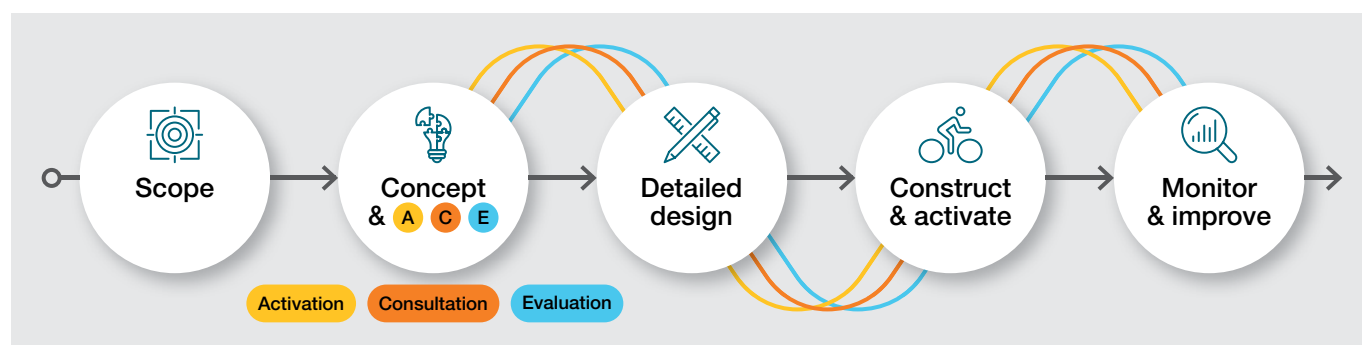 Scope
Concept
& A C E
Detailed
design
Construct
& activate
Monitor
& improve
Activation
Consultation
Evaluation